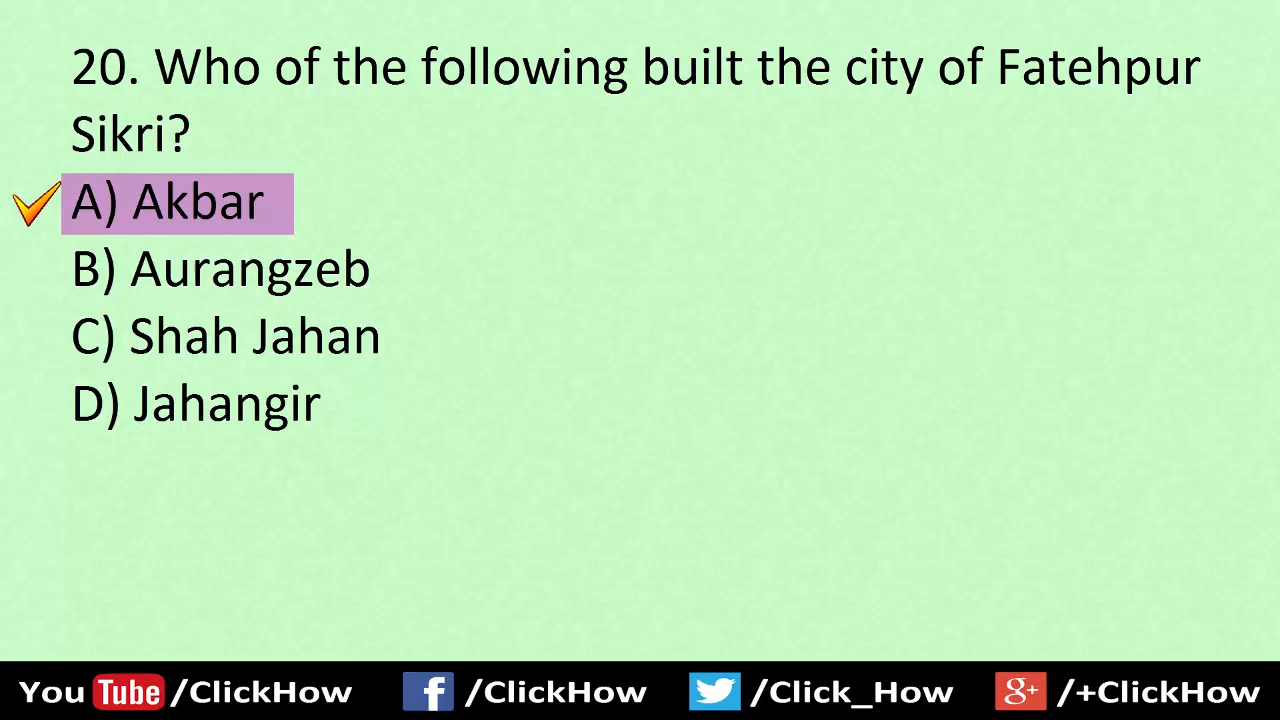 20. Who of the following built the city of Fatehpur
Sikri?
A) Akbar
B) Aurangzeb
C) Shah Jahan
D) Jahangir
You Tube /ClickHow f /ClickHow /Click_How g+ /+ClickHow